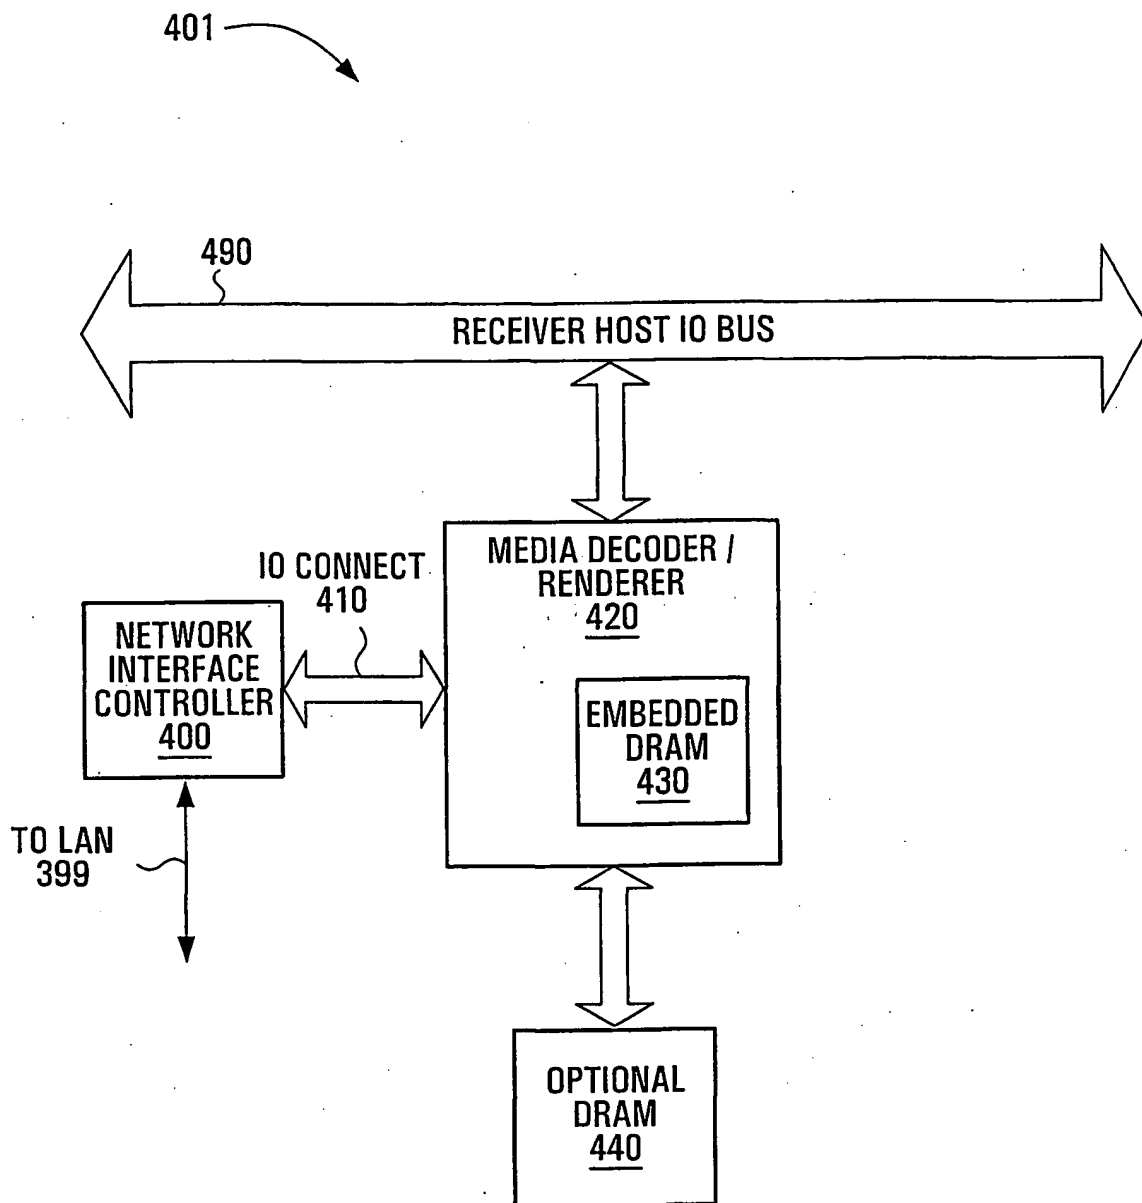 401
490
RECEIVER HOST IO BUS
MEDIA DECODER /
RENDERER
420
IO CONNECT
410
NETWORK
INTERFACE
CONTROLLER
400
EMBEDDED
DRAM
430
TO LAN
399
OPTIONAL
DRAM
440